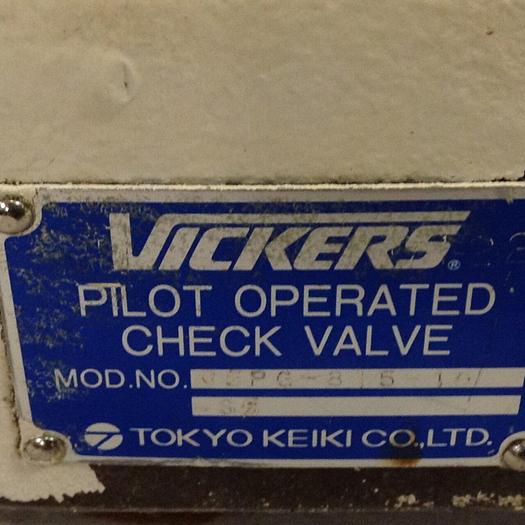 VICKERS®
PILOT OPERATED
CHECK VALVE
MOD.NO.
TOKYO KEIKI CO.,LTD.